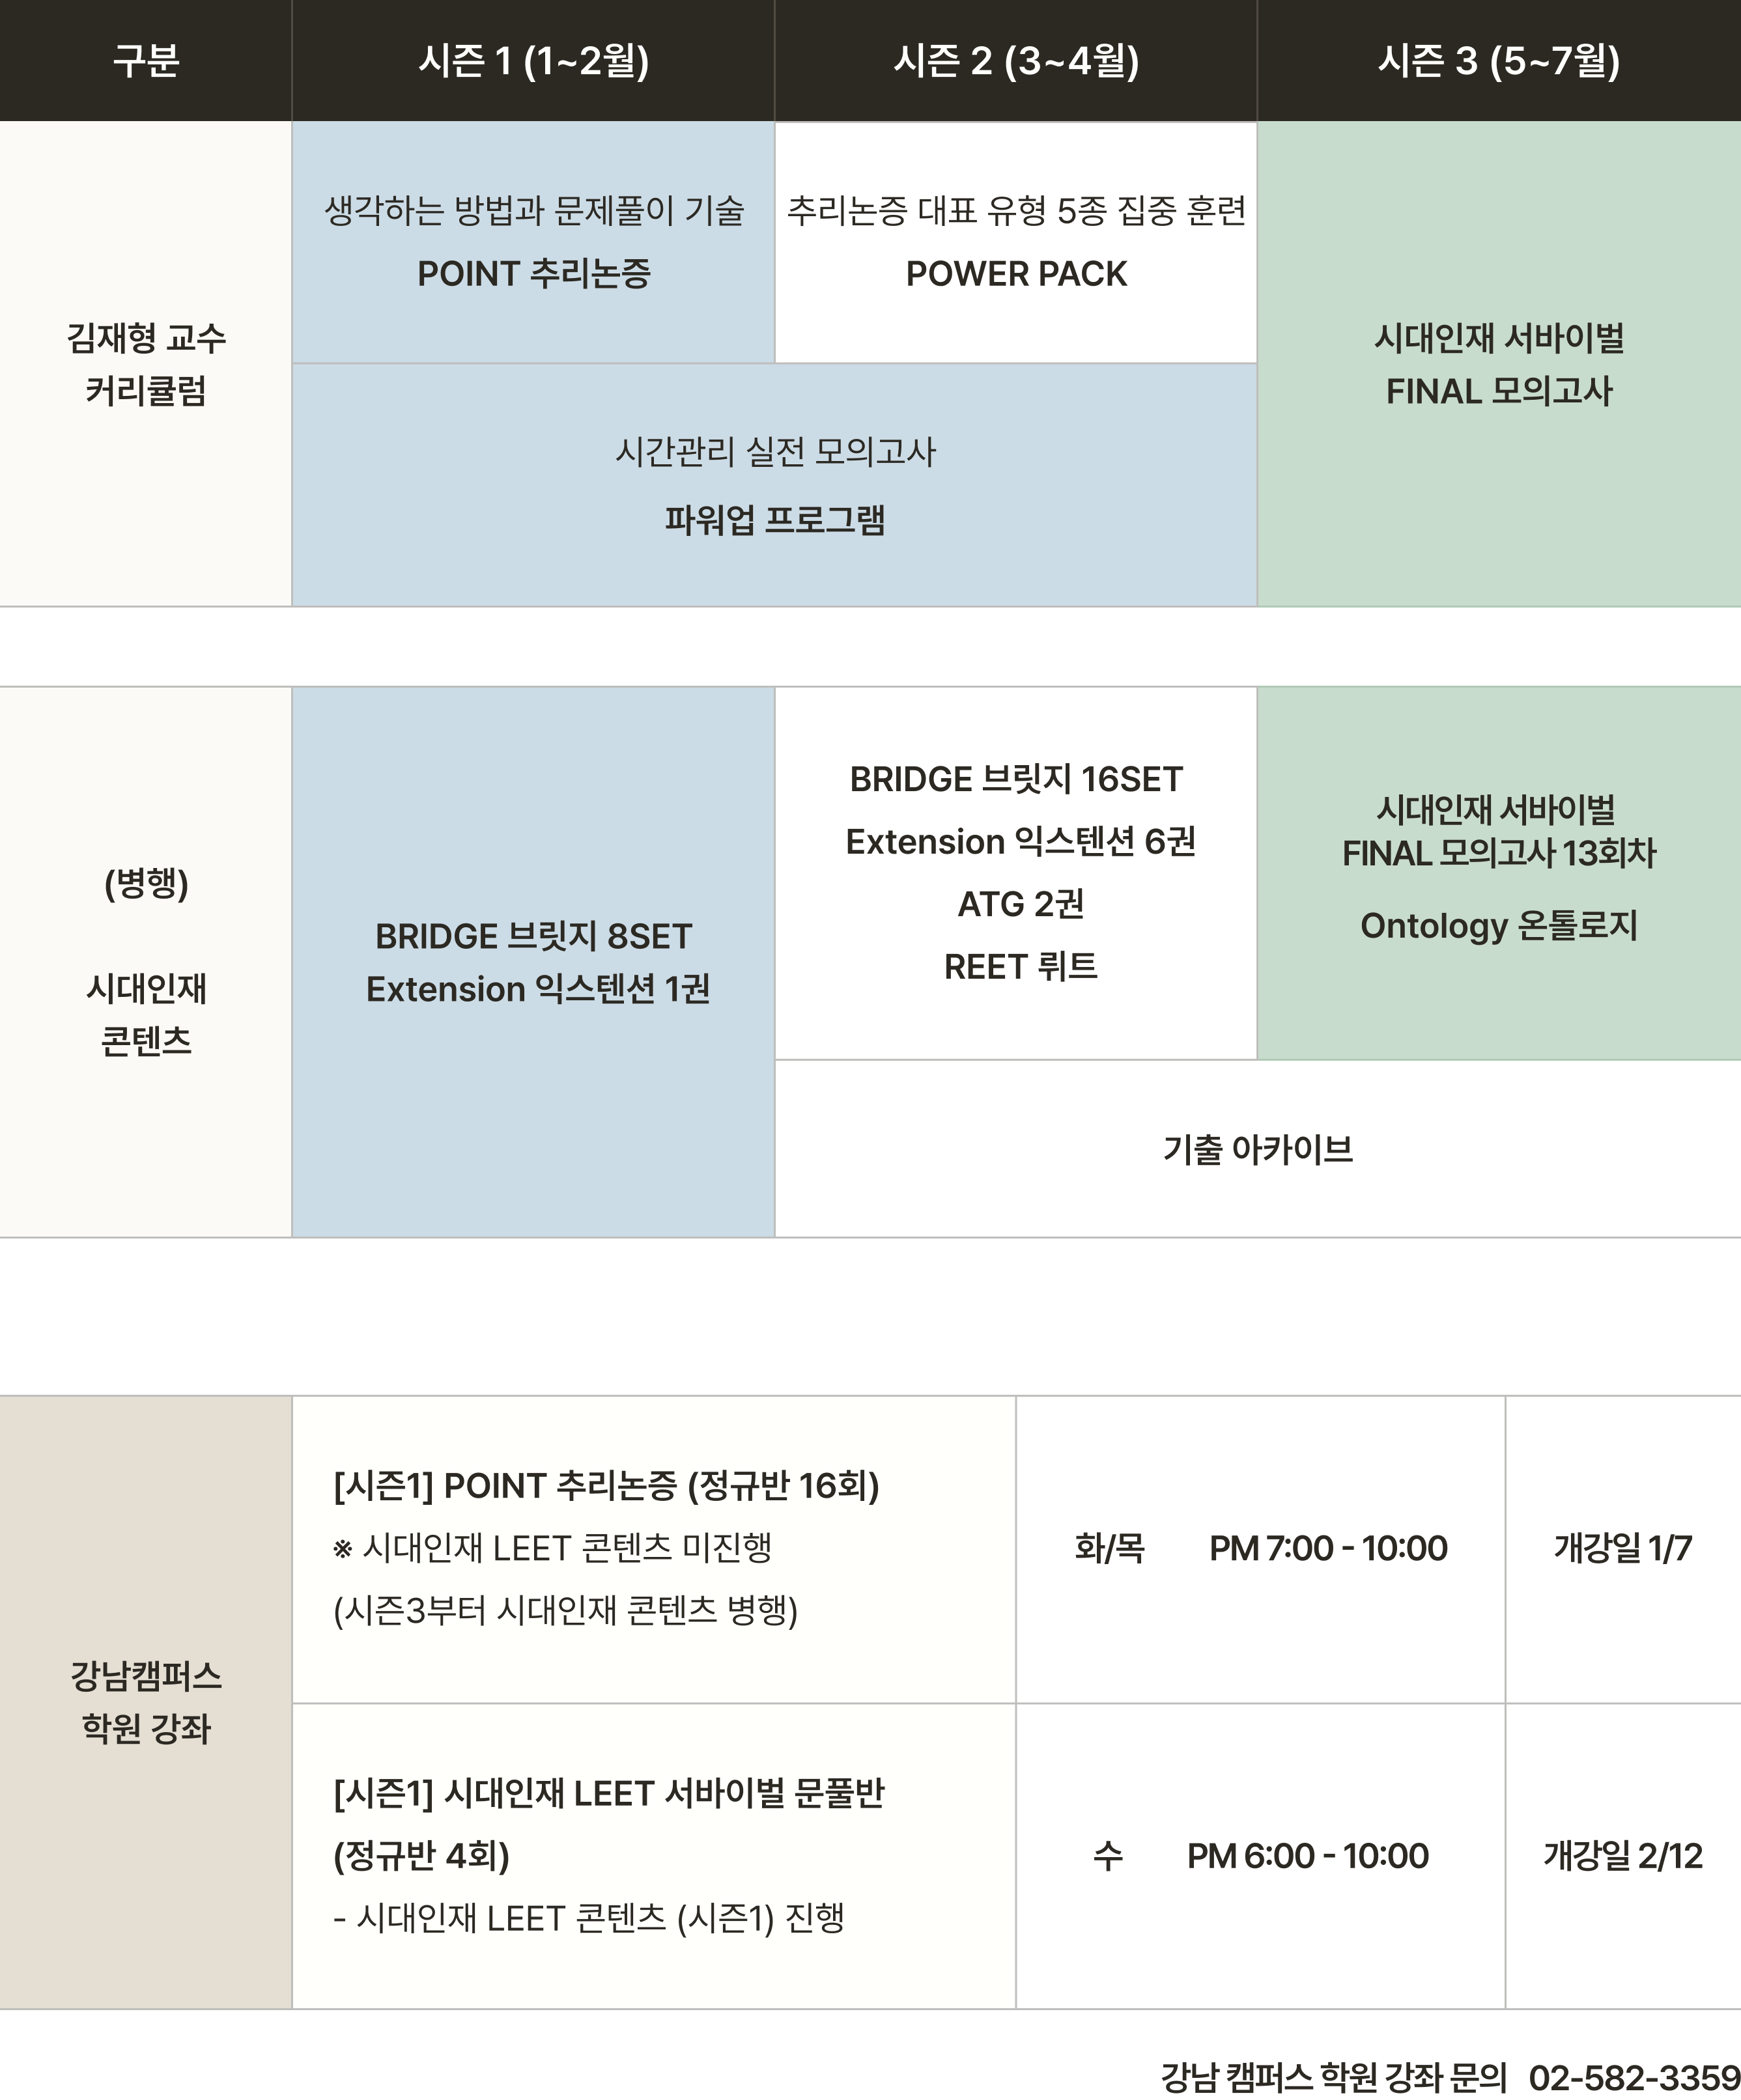 구분
시즌 1 (1~2월)
시즌 2 (3~4월)
시즌 3 (5~7월)
김재형 교수
커리큘럼
생각하는 방법과 문제풀이 기술
POINT 추리논증
추리논증 대표 유형 5종 집중 훈련
POWER PACK
시간관리 실전 모의고사
파워업 프로그램
시대인재 서바이벌
FINAL 모의고사
(병행)
시대인재
콘텐츠
BRIDGE 브릿지 8SET
Extension 익스텐션 1권
BRIDGE 브릿지 16SET
Extension 익스텐션 6권
ATG 2권
REET 뤼트
시대인재 서바이벌
FINAL 모의고사 13회차
Ontology 온톨로지
기출 아카이브
강남캠퍼스
학원 강좌
[시즌1] POINT 추리논증 (정규반 16회)
※ 시대인재 LEET 콘텐츠 미진행
(시즌3부터 시대인재 콘텐츠 병행)
화/목 PM 7:00 - 10:00
개강일 1/7
[시즌1] 시대인재 LEET 서바이벌 문풀반
(정규반 4회)
- 시대인재 LEET 콘텐츠 (시즌1) 진행
수 PM 6:00 - 10:00
개강일 2/12
강남 캠퍼스 학원 강좌 문의 02-582-3359